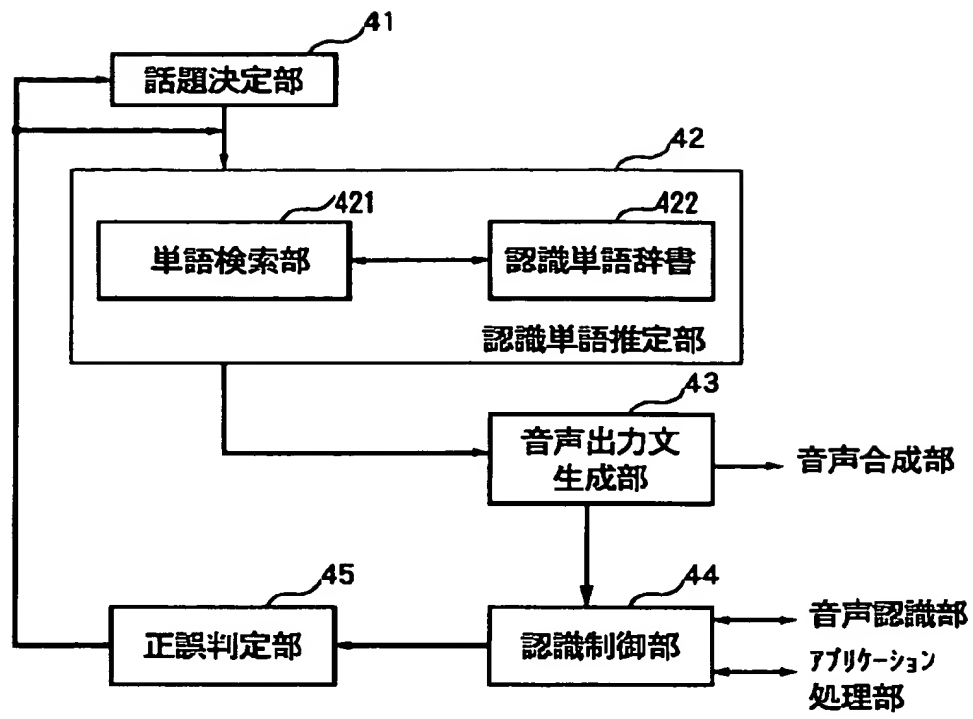 41
話題決定部
42
421
422
単語検索部
認識単語辞書
認識単語推定部
43
音声出力文
生成部
音声合成部
45
44
正誤判定部
認識制御部
音声認識部
ｱﾌﾟﾘｹｰｼｮﾝ
処理部